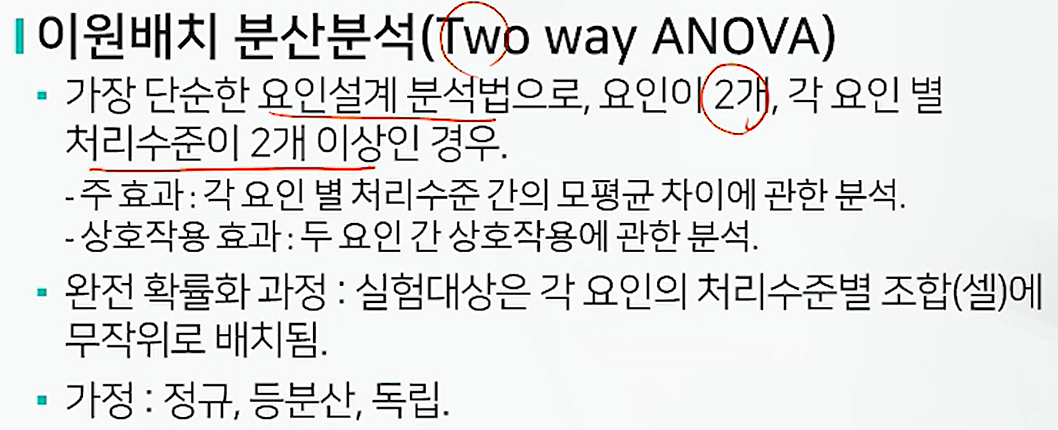 이원배치 분산분석(Two way ANOVA)
가장 단순한 요인설계 분석법으로, 요인이 2개, 각 요인 별
처리수준이 2개 이상인 경우.
- 주 효과 : 각 요인 별 처리수준 간의 모평균 차이에 관한 분석.
- 상호작용 효과 : 두 요인 간 상호작용에 관한 분석.
완전 확률화 과정 : 실험대상은 각 요인의 처리수준별 조합(셀)에
무작위로 배치됨.
가정 : 정규, 등분산, 독립.